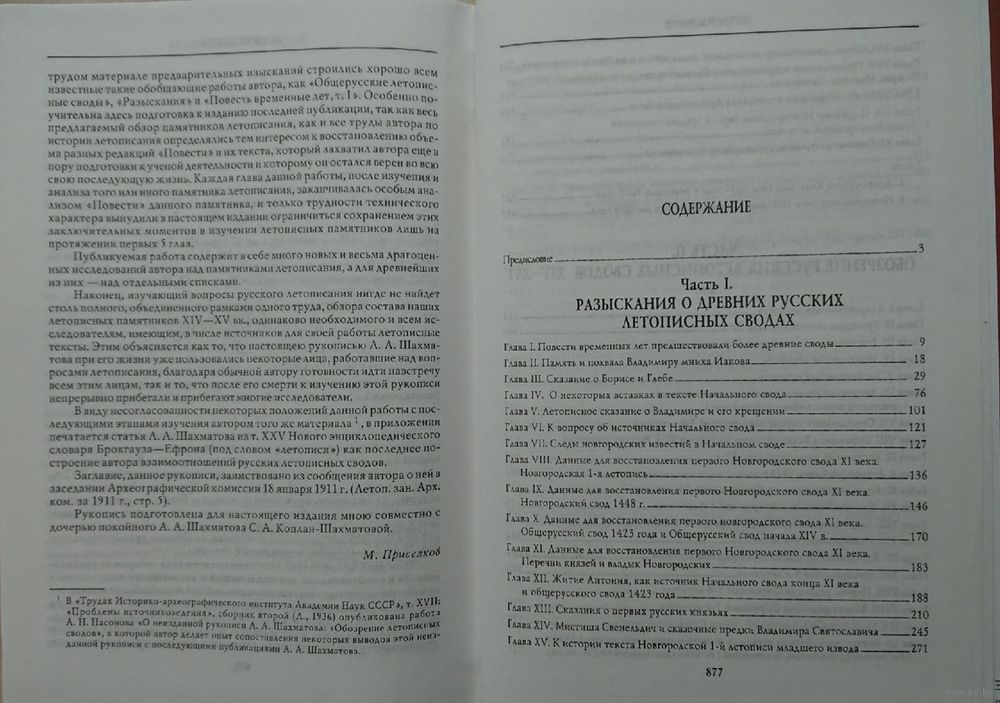 трудом материале предварительных изысканий строились хорошо всем
известные такие обобщающие работы автора, как «Общерусские летопис-
ные своды», «Разыскания» и «Повесть временных лет, т. I». Особенно по-
учительна здесь подготовка к изданию последней публикации, так как весь
предлагаемый обзор памятников летописания, как и все труды автора по
истории летописания определялись тем интересом к восстановлению объе-
ма разных редакций «Повести» и их текста, который захватил автора еще в
пору подготовки к ученой деятельности и которому он остался верен во всю
свою последующую жизнь. Каждая глава данной работы, после изучения и
анализа того или иного памятника летописания, заканчивалась особым ана-
лизом «Повести» данного памятника, и только трудности технического
характера вынудили в настоящем издании ограничиться сохранением этих
заключительных моментов в изучении летописных памятников лишь на
протяжении первых 5 глав.
Публикуемая работа содержит в себе много новых и весьма драгоцен-
ных исследований автора над памятниками летописания, а для древнейших
из них — над отдельными списками.
Наконец, изучающий вопросы русского летописания нигде не найдет
столь полного, объединенного рамками одного труда, обзора состава наших
летописных памятников XIV—XV вв., одинаково необходимого и всем ис-
следователям, имеющим, в числе источников для своей работы летописные
тексты. Этим объясняется как то, что настоящею рукописью А. А. Шахма-
това при его жизни уже пользовались некоторые лица, работавшие над воп-
росами летописания, благодаря обычной автору готовности идти навстречу
всем этим лицам, так и то, что после его смерти к изучению этой рукописи
непрерывно прибегали и прибегают многие исследователи.
В виду несогласованности некоторых положений данной работы с пос-
ледующими этапами изучения автором того же материала ¹, в приложении
печатается статья А. А. Шахматова из т. XXV Нового энциклопедического
словаря Брокгауза—Ефрона (под словом «летописи») как последнее по-
строение автора взаимоотношений русских летописных сводов.
Заглавие, данное рукописи, заимствовано из сообщения автора о ней в
заседании Археографической комиссии 18 января 1911 г. (Летоп. зан. Арх.
ком. за 1911 г., стр. 5).
Рукопись подготовлена для настоящего издания мною совместно с
дочерью покойного А. А. Шахматова С. А. Коплан-Шахматовой.
М. Приселков
¹ В «Трудах Историко-археографического института Академии Наук СССР», т. XVII:
«Проблемы источниковедения», сборник второй (Л., 1936) опубликована работа
А. Н. Насонова «О неизданной рукописи А. А. Шахматова: «Обозрение летописных
сводов», в которой автор делает опыт сопоставления некоторых выводов этой неиз-
данной рукописи с последующими публикациями А. А. Шахматова.
СОДЕРЖАНИЕ
Предисловие 3
Часть I.
РАЗЫСКАНИЯ О ДРЕВНИХ РУССКИХ
ЛЕТОПИСНЫХ СВОДАХ
Глава I. Повести временных лет предшествовали более древние своды 9
Глава II. Память и похвала Владимиру мниха Иакова 18
Глава III. Сказание о Борисе и Глебе 29
Глава IV. О некоторых вставках в тексте Начального свода 76
Глава V. Летописное сказание о Владимире и его крещении 101
Глава VI. К вопросу об источниках Начального свода 121
Глава VII. Следы новгородских известий в Начальном своде 127
Глава VIII. Данные для восстановления первого Новгородского свода XI века.
Новгородская 1-я летопись 136
Глава IX. Данные для восстановления первого Новгородского свода XI века.
Новгородский свод 1448 г. 146
Глава X. Данные для восстановления первого новгородского свода XI века.
Общерусский свод 1423 года и Общерусский свод начала XIV в. 170
Глава XI. Данные для восстановления первого Новгородского свода XI века.
Перечни князей и владык Новгородских 183
Глава XII. Житие Антония, как источник Начального свода конца XI века
и общерусского свода 1423 года 188
Глава XIII. Сказания о первых русских князьях 210
Глава XIV. Мистиша Свенельдич и сказочные предки Владимира Святославича 245
Глава XV. К истории текста Новгородской 1-й летописи младшего извода 271
877
www.ay.by